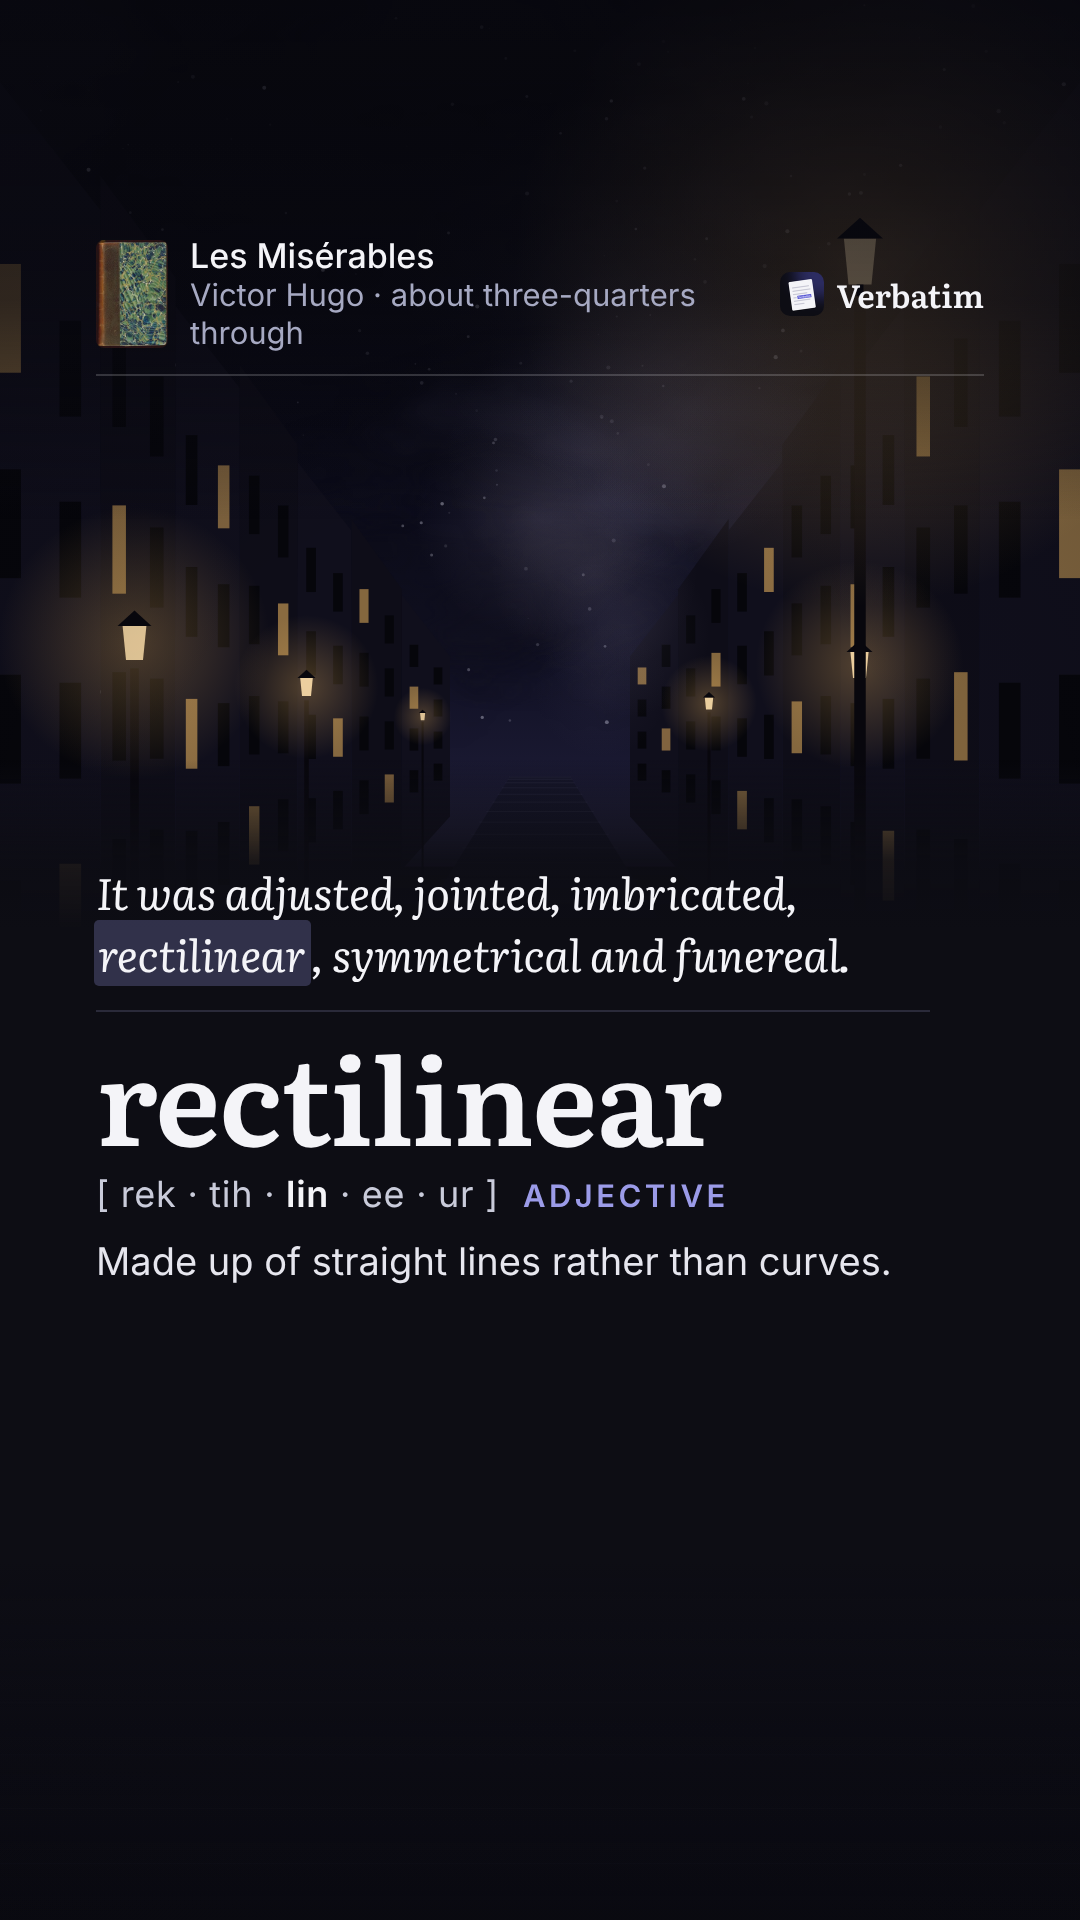 Les Misérables
Victor Hugo · about three-quarters
through
Verbatim
It was adjusted, jointed, imbricated,
rectilinear, symmetrical and funereal.
rectilinear
[ rek · tih · lin · ee · ur ] ADJECTIVE
Made up of straight lines rather than curves.